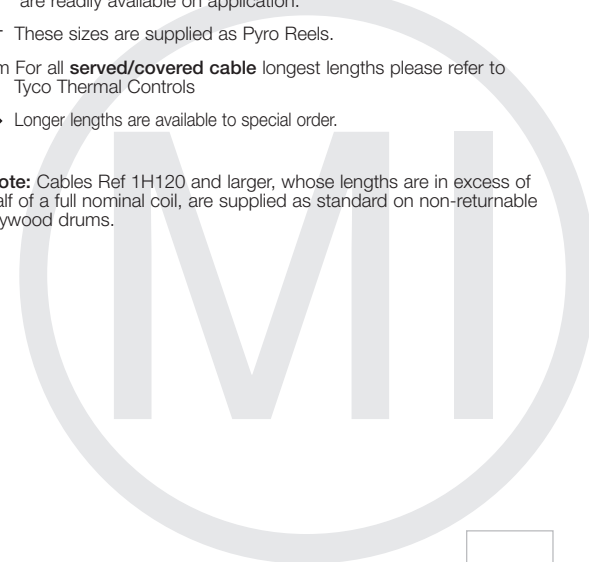 are readily available on application.
These sizes are supplied as Pyro Reels.
m For all served/covered cable longest lengths please refer to
Tyco Thermal Controls
Longer lengths are available to special order.
ote: Cables Ref 1H120 and larger, whose lengths are in excess of
alf of a full nominal coil, are supplied as standard on non-returnable
ywood drums.
MI